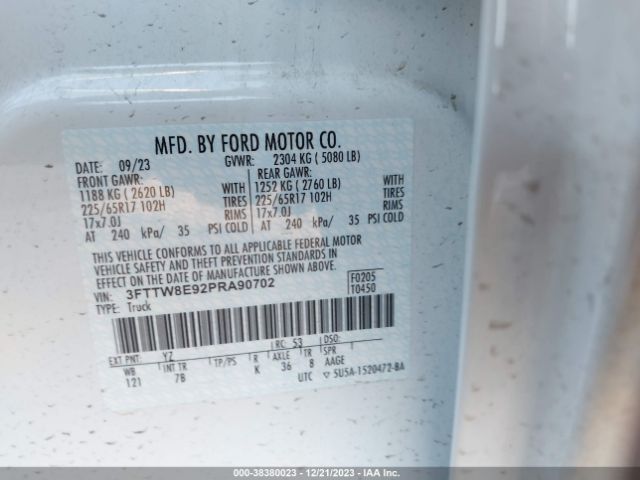 MFD. BY FORD MOTOR CO.
DATE: 09/23 GVWR: 2304 KG ( 5080 LB)
FRONT GAWR: REAR GAWR:
1188 KG ( 2620 LB) WITH 1252 KG ( 2760 LB) WITH
225/65R17 102H TIRES 225/65R17 102H TIRES
17x7.0J RIMS 17x7.0J RIMS
AT 240 kPa/ 35 PSI COLD AT 240 kPa/ 35 PSI COLD
THIS VEHICLE CONFORMS TO ALL APPLICABLE FEDERAL MOTOR
VEHICLE SAFETY AND THEFT PREVENTION STANDARDS IN
EFFECT ON THE DATE OF MANUFACTURE SHOWN ABOVE.
VIN: 3FTTW8E92PRA90702 F0205
TYPE: Truck T0450
EXT PNT: YZ RC: 53 DSO:
WB INT TR TP/PS R AXLE TR SPR
121 7B K 36 8 AAGE
UTC ▽ 5U5A-1520472-BA
000-38380023 - 12/21/2023 - IAA Inc.